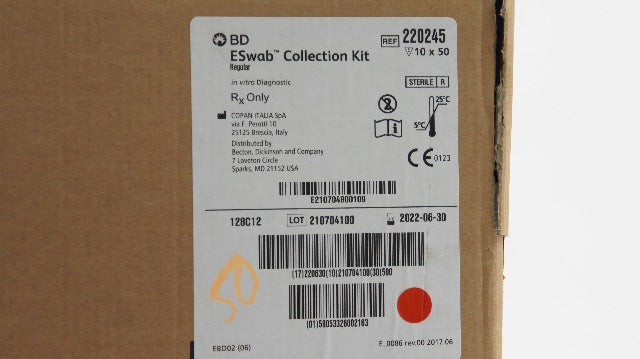 BD
ESwab™ Collection Kit
Regular
REF 220245
10 x 50
in vitro Diagnostic
STERILE R
Rx Only
25°C
5°C
COPAN ITALIA SpA
via F. Perotti 10
25125 Brescia, Italy
Distributed by
Becton, Dickinson and Company
7 Loveton Circle
Sparks, MD 21152 USA
CE 0123
E210704800109
128C12
LOT 210704100
2022-06-30
(17)220630(10)210704100(30)500
50
(01)58053326002163
EBD02 (06)
E_0086 rev.00 2017.06